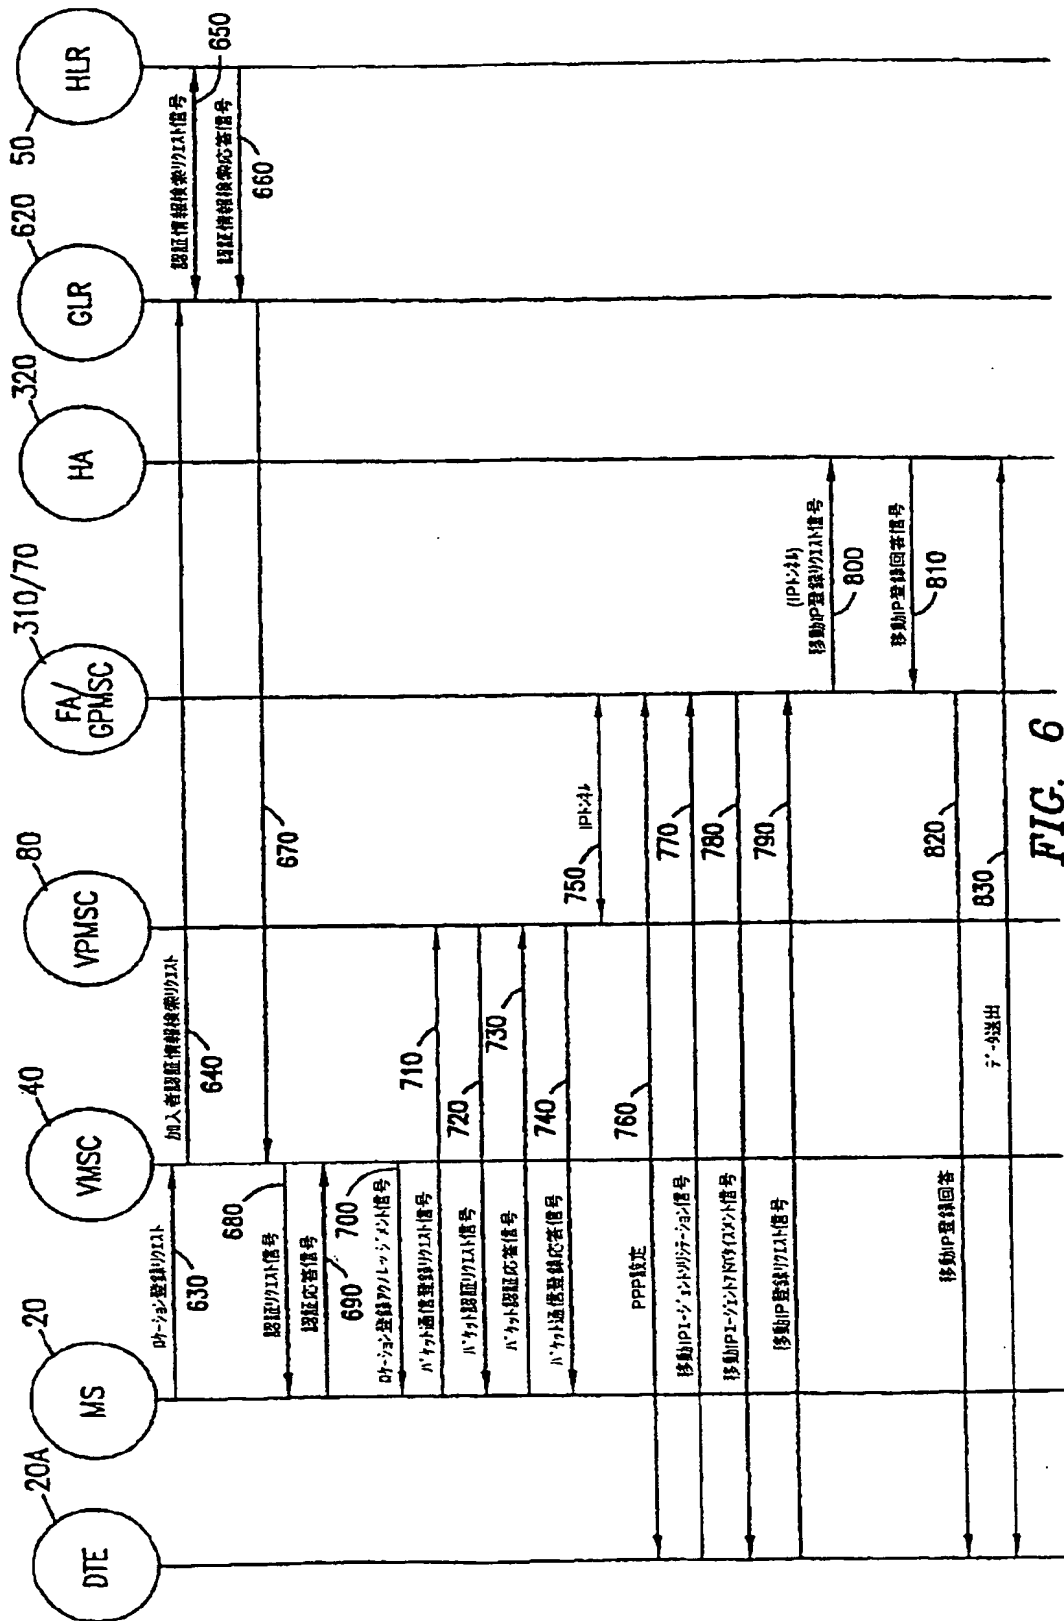 DTE
20A
MS
20
VMSC
40
VPMSC
80
FA/
GPMSC
310/70
HA
320
GLR
620
HLR
50
ロケーション登録リクエスト
630
加入者認証情報検索リクエスト
640
認証情報検索リクエスト信号
650
認証情報検索応答信号
660
670
680
認証リクエスト信号
認証応答信号
690
700
ロケーション登録アクノレッジメント信号
パケット通信登録リクエスト信号
710
パケット認証リクエスト信号
720
パケット認証応答信号
730
パケット通信登録応答信号
740
750
IPトンネル
PPP設定
760
移動IPエージェントソリシテーション信号
770
移動IPエージェントアドバタイズメント信号
780
移動IP登録リクエスト信号
790
(IPトンネル)
移動IP登録リクエスト信号
800
移動IP登録回答信号
810
移動IP登録回答
820
データ送出
830
FIG. 6